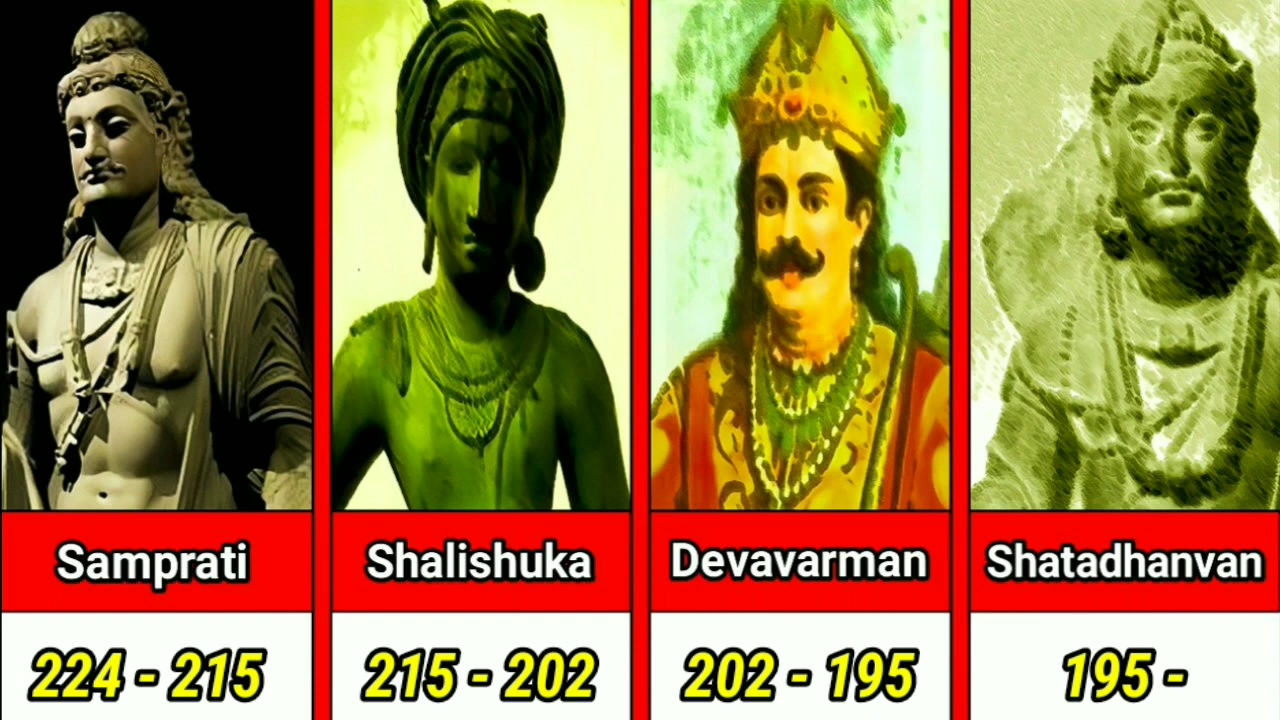 Samprati
Shalishuka
Devavarman
Shatadhanvan
224 - 215
215 - 202
202 - 195
195 -